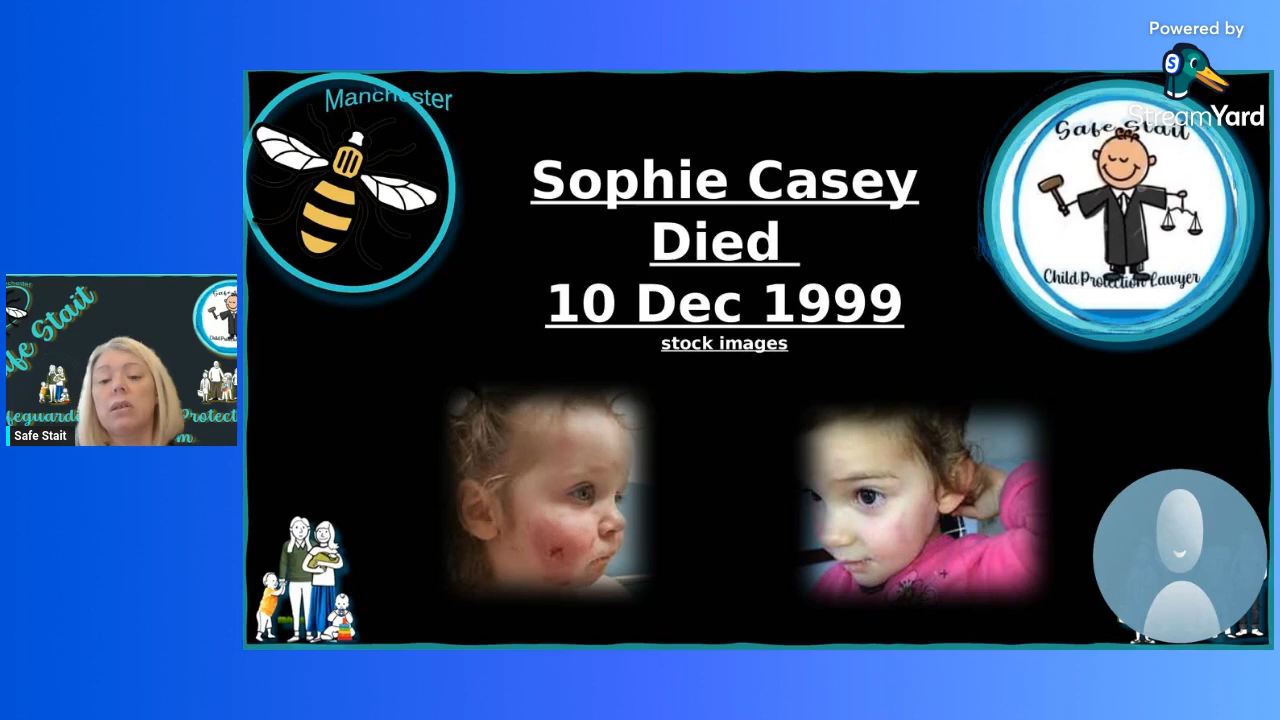 Powered by
StreamYard
Manchester
Safe Stait
Sophie Casey
Died
10 Dec 1999
stock images
Child Protection Lawyer
Safe Stait